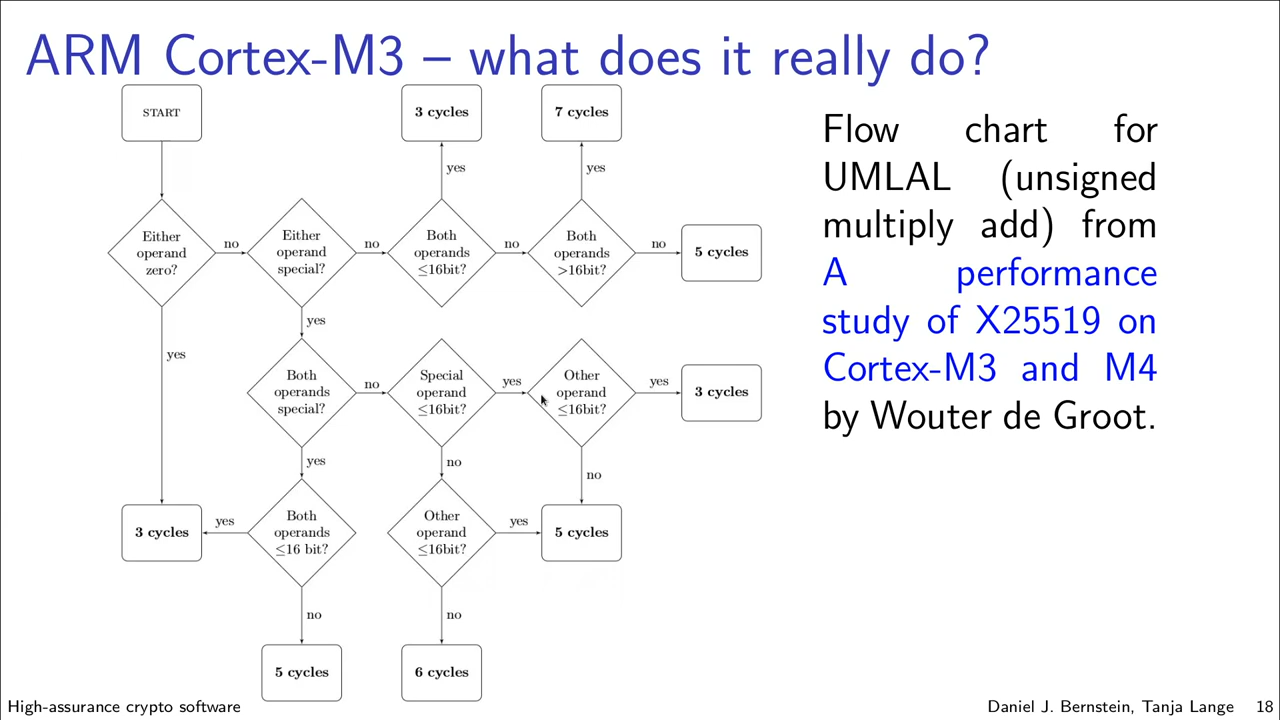 ARM Cortex-M3 – what does it really do?
START
3 cycles
7 cycles
yes
yes
Either
operand
zero?
no
Either
operand
special?
no
Both
operands
≤16bit?
no
Both
operands
>16bit?
no
5 cycles
yes
yes
Both
operands
special?
no
Special
operand
≤16bit?
yes
Other
operand
≤16bit?
yes
3 cycles
yes
no
no
3 cycles
yes
Both
operands
≤16 bit?
Other
operand
≤16bit?
yes
5 cycles
no
no
5 cycles
6 cycles
Flow chart for
UMLAL (unsigned
multiply add) from
A performance
study of X25519 on
Cortex-M3 and M4
by Wouter de Groot.
High-assurance crypto software
Daniel J. Bernstein, Tanja Lange 18